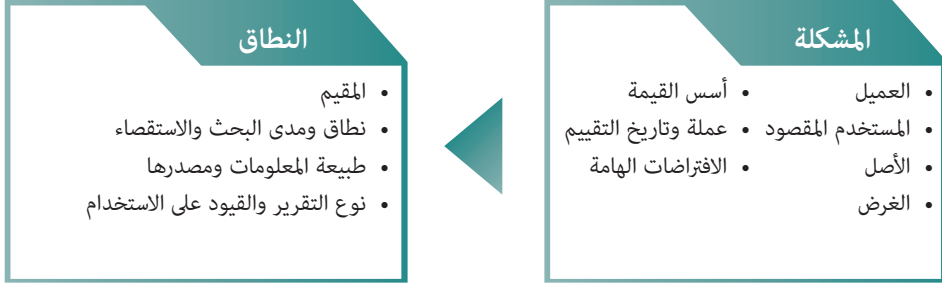 المشكلة
• العميل
• المستخدم المقصود
• الأصل
• الغرض
• أسس القيمة
• عملة وتاريخ التقييم
• الافتراضات الهامة
النطاق
• المقيم
• نطاق ومدى البحث والاستقصاء
• طبيعة المعلومات ومصدرها
• نوع التقرير والقيود على الاستخدام